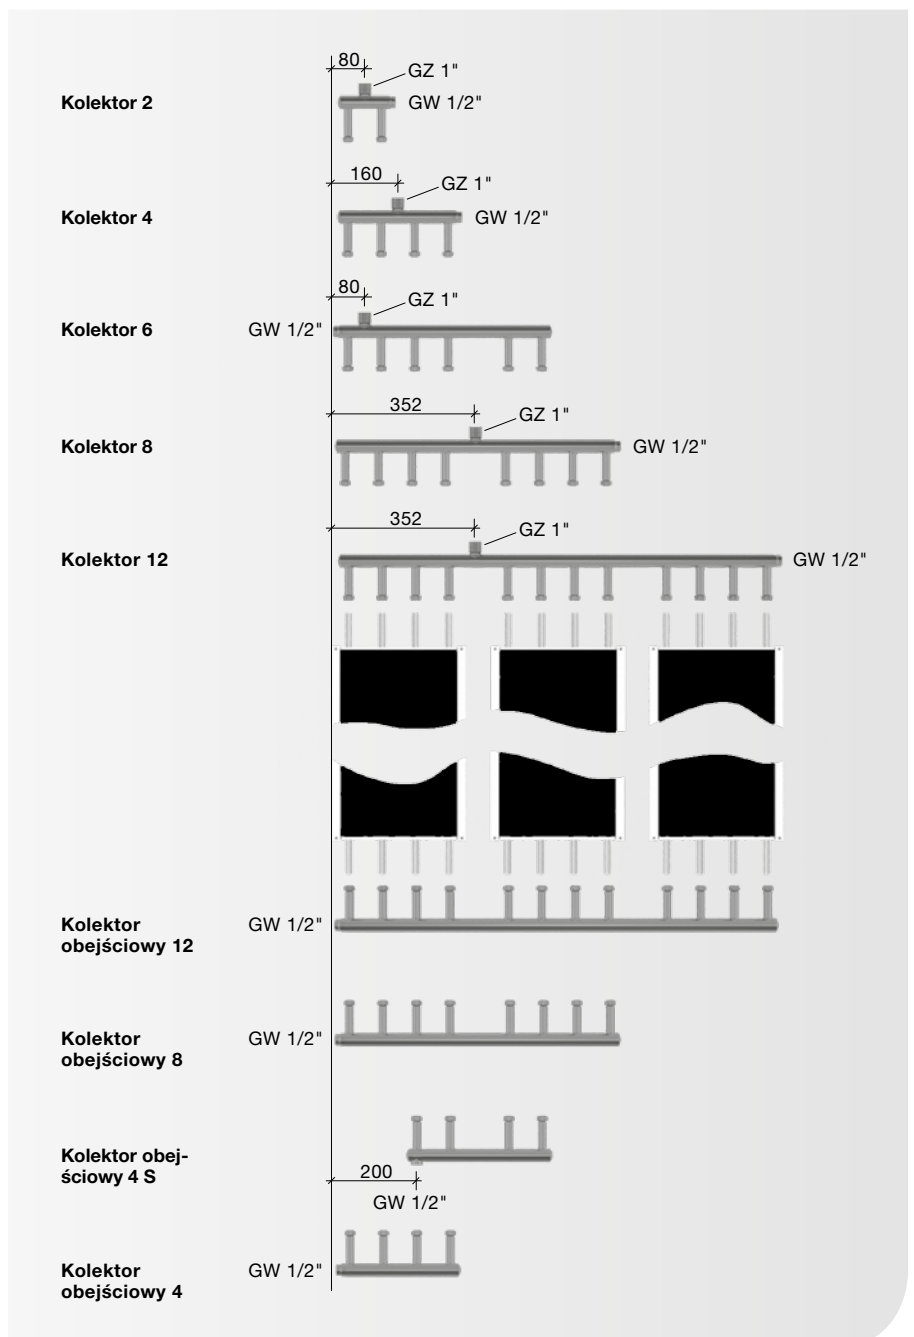 80
GZ 1"
Kolektor 2
GW 1/2"
160
GZ 1"
Kolektor 4
GW 1/2"
80
GZ 1"
Kolektor 6
GW 1/2"
352
GZ 1"
Kolektor 8
GW 1/2"
352
GZ 1"
Kolektor 12
GW 1/2"
Kolektor
obejściowy 12
GW 1/2"
Kolektor
obejściowy 8
GW 1/2"
Kolektor obej-
ściowy 4 S
200
GW 1/2"
Kolektor
obejściowy 4
GW 1/2"